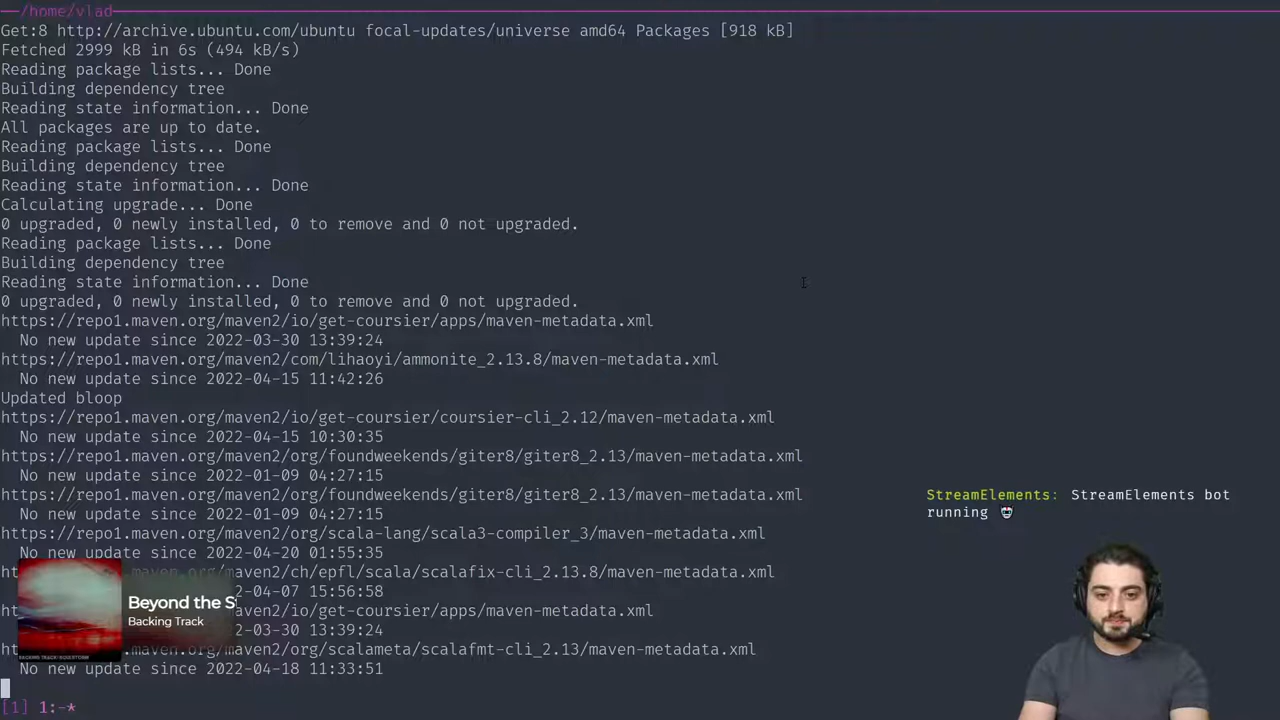 /home/vlad
Get:8 http://archive.ubuntu.com/ubuntu focal-updates/universe amd64 Packages [918 kB]
Fetched 2999 kB in 6s (494 kB/s)
Reading package lists... Done
Building dependency tree
Reading state information... Done
All packages are up to date.
Reading package lists... Done
Building dependency tree
Reading state information... Done
Calculating upgrade... Done
0 upgraded, 0 newly installed, 0 to remove and 0 not upgraded.
Reading package lists... Done
Building dependency tree
Reading state information... Done
0 upgraded, 0 newly installed, 0 to remove and 0 not upgraded.
https://repo1.maven.org/maven2/io/get-coursier/apps/maven-metadata.xml
No new update since 2022-03-30 13:39:24
https://repo1.maven.org/maven2/com/lihaoyi/ammonite_2.13.8/maven-metadata.xml
No new update since 2022-04-15 11:42:26
Updated bloop
https://repo1.maven.org/maven2/io/get-coursier/coursier-cli_2.12/maven-metadata.xml
No new update since 2022-04-15 10:30:35
https://repo1.maven.org/maven2/org/foundweekends/giter8/giter8_2.13/maven-metadata.xml
No new update since 2022-01-09 04:27:15
https://repo1.maven.org/maven2/org/foundweekends/giter8/giter8_2.13/maven-metadata.xml
No new update since 2022-01-09 04:27:15
https://repo1.maven.org/maven2/org/scala-lang/scala3-compiler_3/maven-metadata.xml
No new update since 2022-04-20 01:55:35
ht .maven.org/maven2/ch/epfl/scala/scalafix-cli_2.13.8/maven-metadata.xml
2-04-07 15:56:58
ht aven.org/maven2/io/get-coursier/apps/maven-metadata.xml
2-03-30 13:39:24
ht aven.org/maven2/org/scalameta/scalafmt-cli_2.13/maven-metadata.xml
No new update since 2022-04-18 11:33:51
[1] 1:-*
Beyond the S
Backing Track
StreamElements: StreamElements bot
running